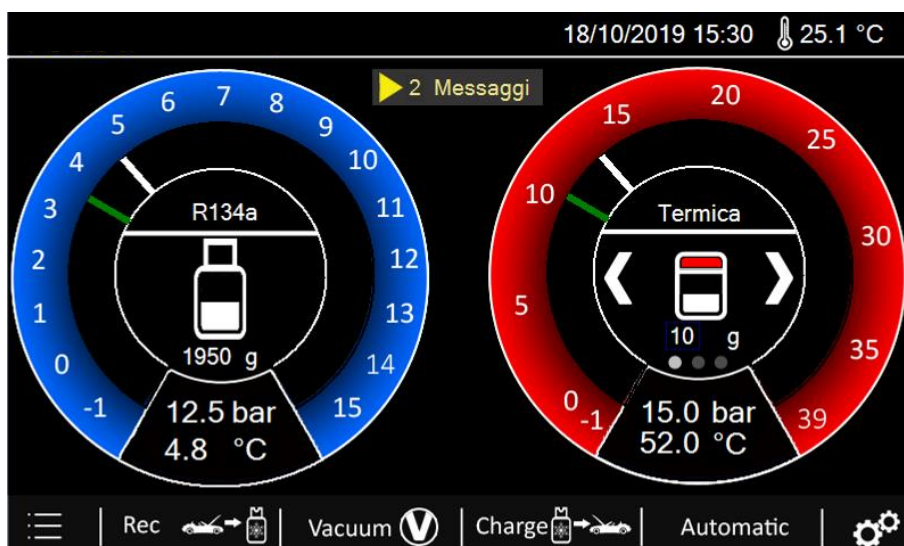 18/10/2019 15:30 25.1 °C
2 Messaggi
-1 0 1 2 3 4 5 6 7 8 9 10 11 12 13 14 15
R134a
1950 g
12.5 bar
4.8 °C
-1 0 5 10 15 20 25 30 35 39
Termica
10 g
15.0 bar
52.0 °C
Rec Vacuum V Charge Automatic